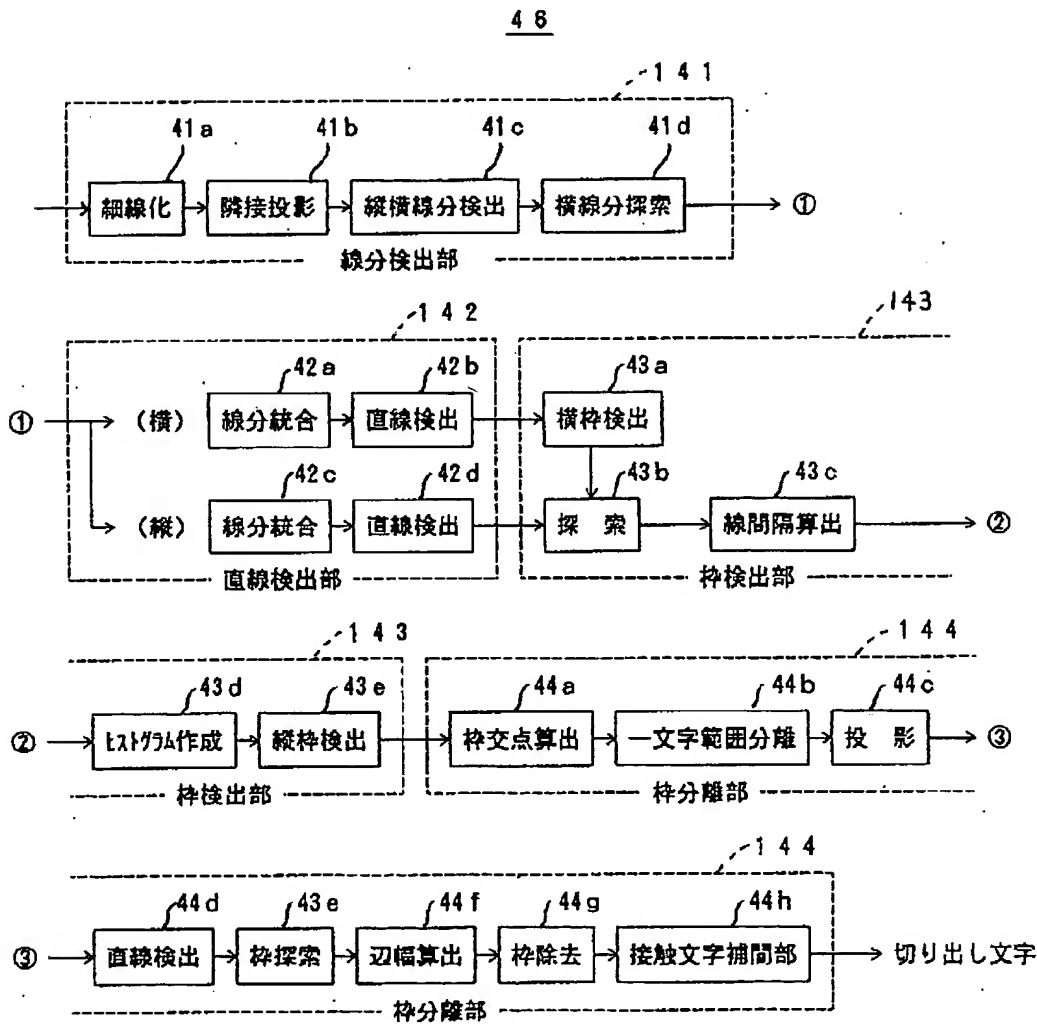 46
141
41a 41b 41c 41d
細線化 隣接投影 縦横線分検出 横線分探索 ①
線分検出部
142 143
42a 42b 43a
① (横) 線分統合 直線検出 横枠検出
42c 42d 43b 43c
(縦) 線分統合 直線検出 探索 線間隔算出 ②
直線検出部 枠検出部
143 144
43d 43e 44a 44b 44c
② ヒストグラム作成 縦枠検出 枠交点算出 一文字範囲分離 投影 ③
枠検出部 枠分離部
144
44d 43e 44f 44g 44h
③ 直線検出 枠探索 辺幅算出 枠除去 接触文字補間部 切り出し文字
枠分離部